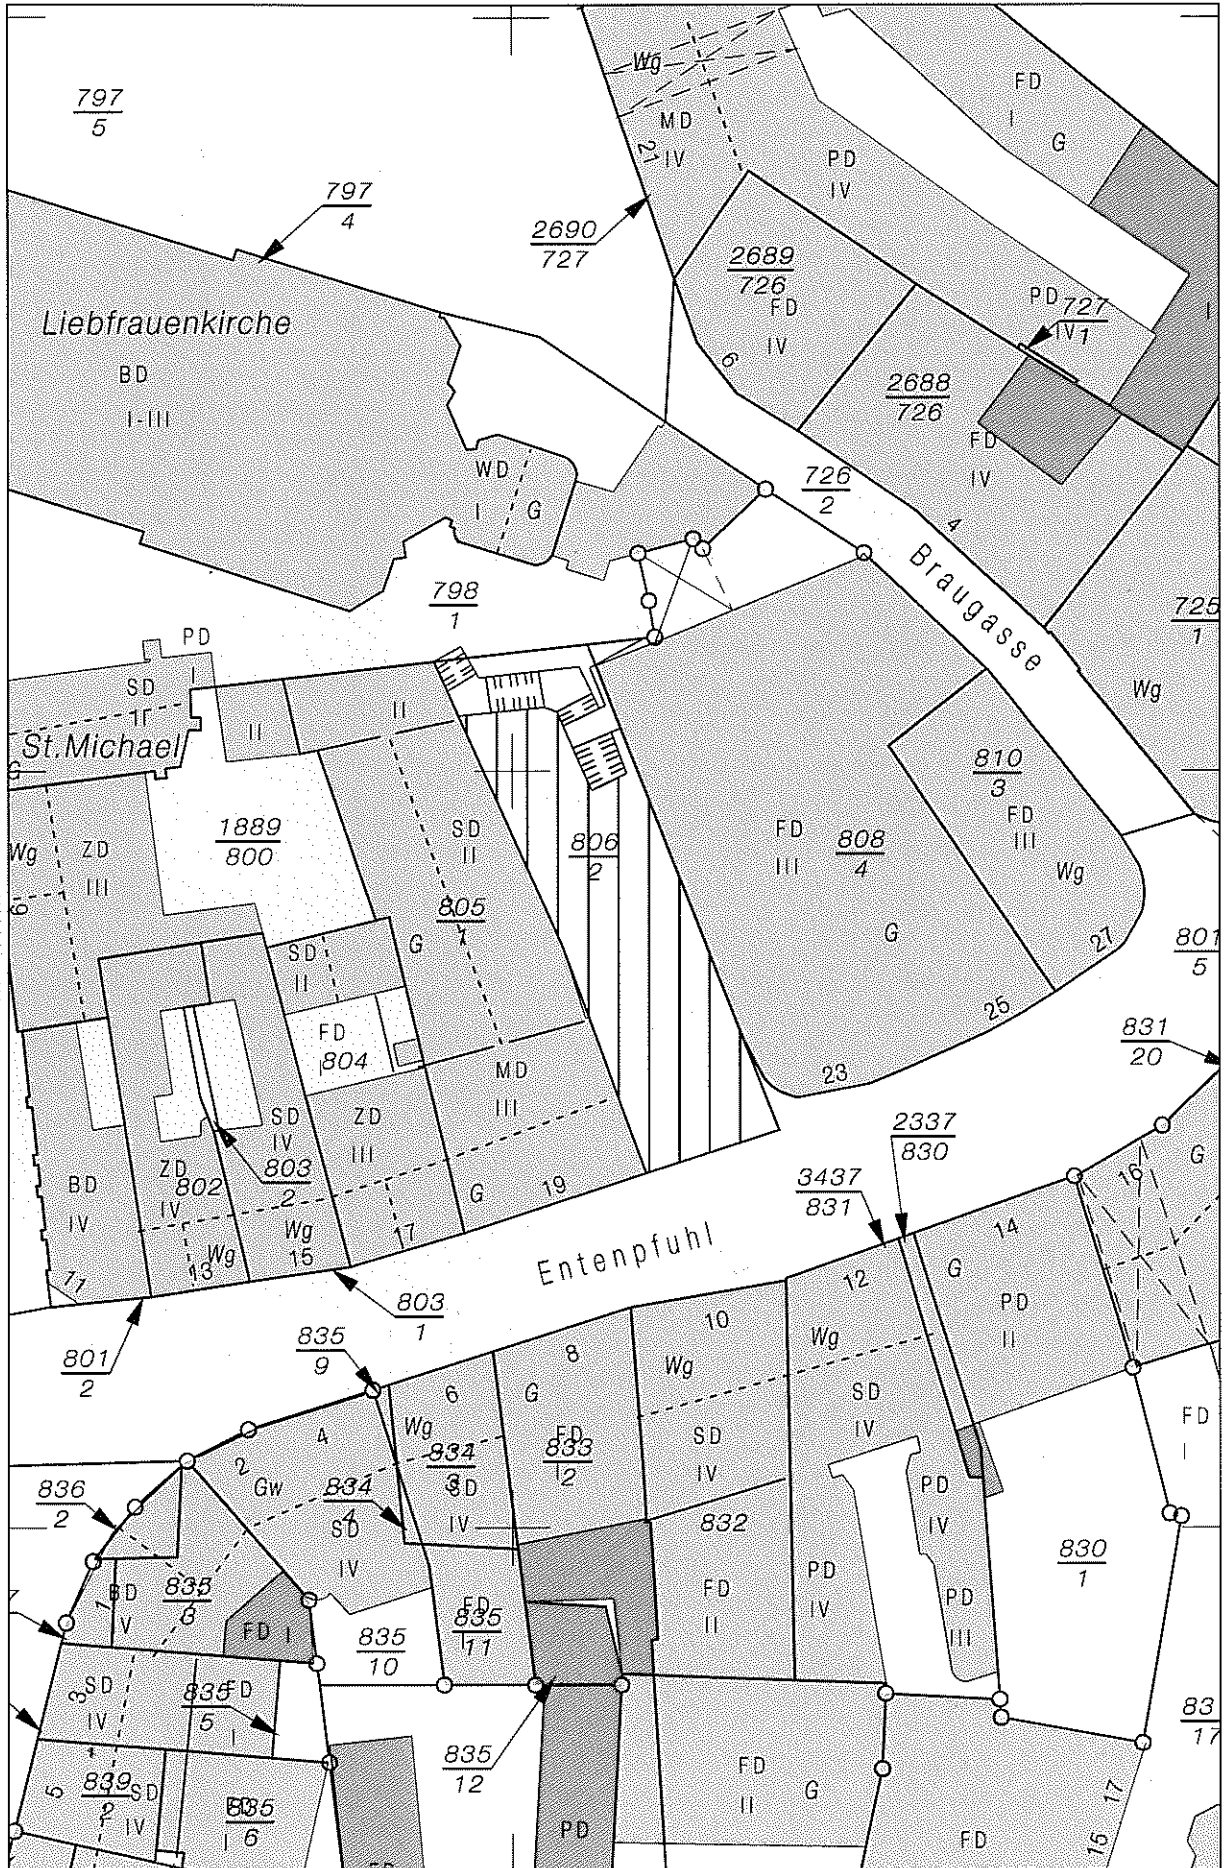 Wg
FD
I
G
797
5
MD
IV
21
PD
IV
797
4
2690
727
2689
726
FD
IV
6
PD
IV
727
1
I
Liebfrauenkirche
BD
I-III
2688
726
FD
IV
4
WD
I
G
726
2
Braugasse
798
1
725
1
PD
I
SD
II
II
II
Wg
St.Michael
G
810
3
FD
III
Wg
1889
800
SD
II
806
2
FD
III
808
4
G
Wg
ZD
III
9
805
1
G
27
801
5
SD
II
25
FD
I
804
831
20
MD
III
23
SD
IV
ZD
III
2337
830
G
803
2
ZD
IV
802
BD
IV
3437
831
16
G
19
14
Wg
15
17
Entenpfuhl
G
Wg
13
11
12
PD
II
803
1
835
9
10
Wg
801
2
8
6
G
Wg
SD
IV
4
2
Wg
FD
I
833
2
SD
IV
FD
I
834
3
SD
IV
Gw
834
4
SD
IV
PD
IV
836
2
832
830
1
BD
V
1
835
3
FD
II
PD
IV
FD
I
835
11
PD
III
FD I
835
10
SD
IV
3
FD
I
835
5
83
17
835
12
FD
II
G
839
2
SD
IV
5
835
6
I
17
15
PD
FD
FD